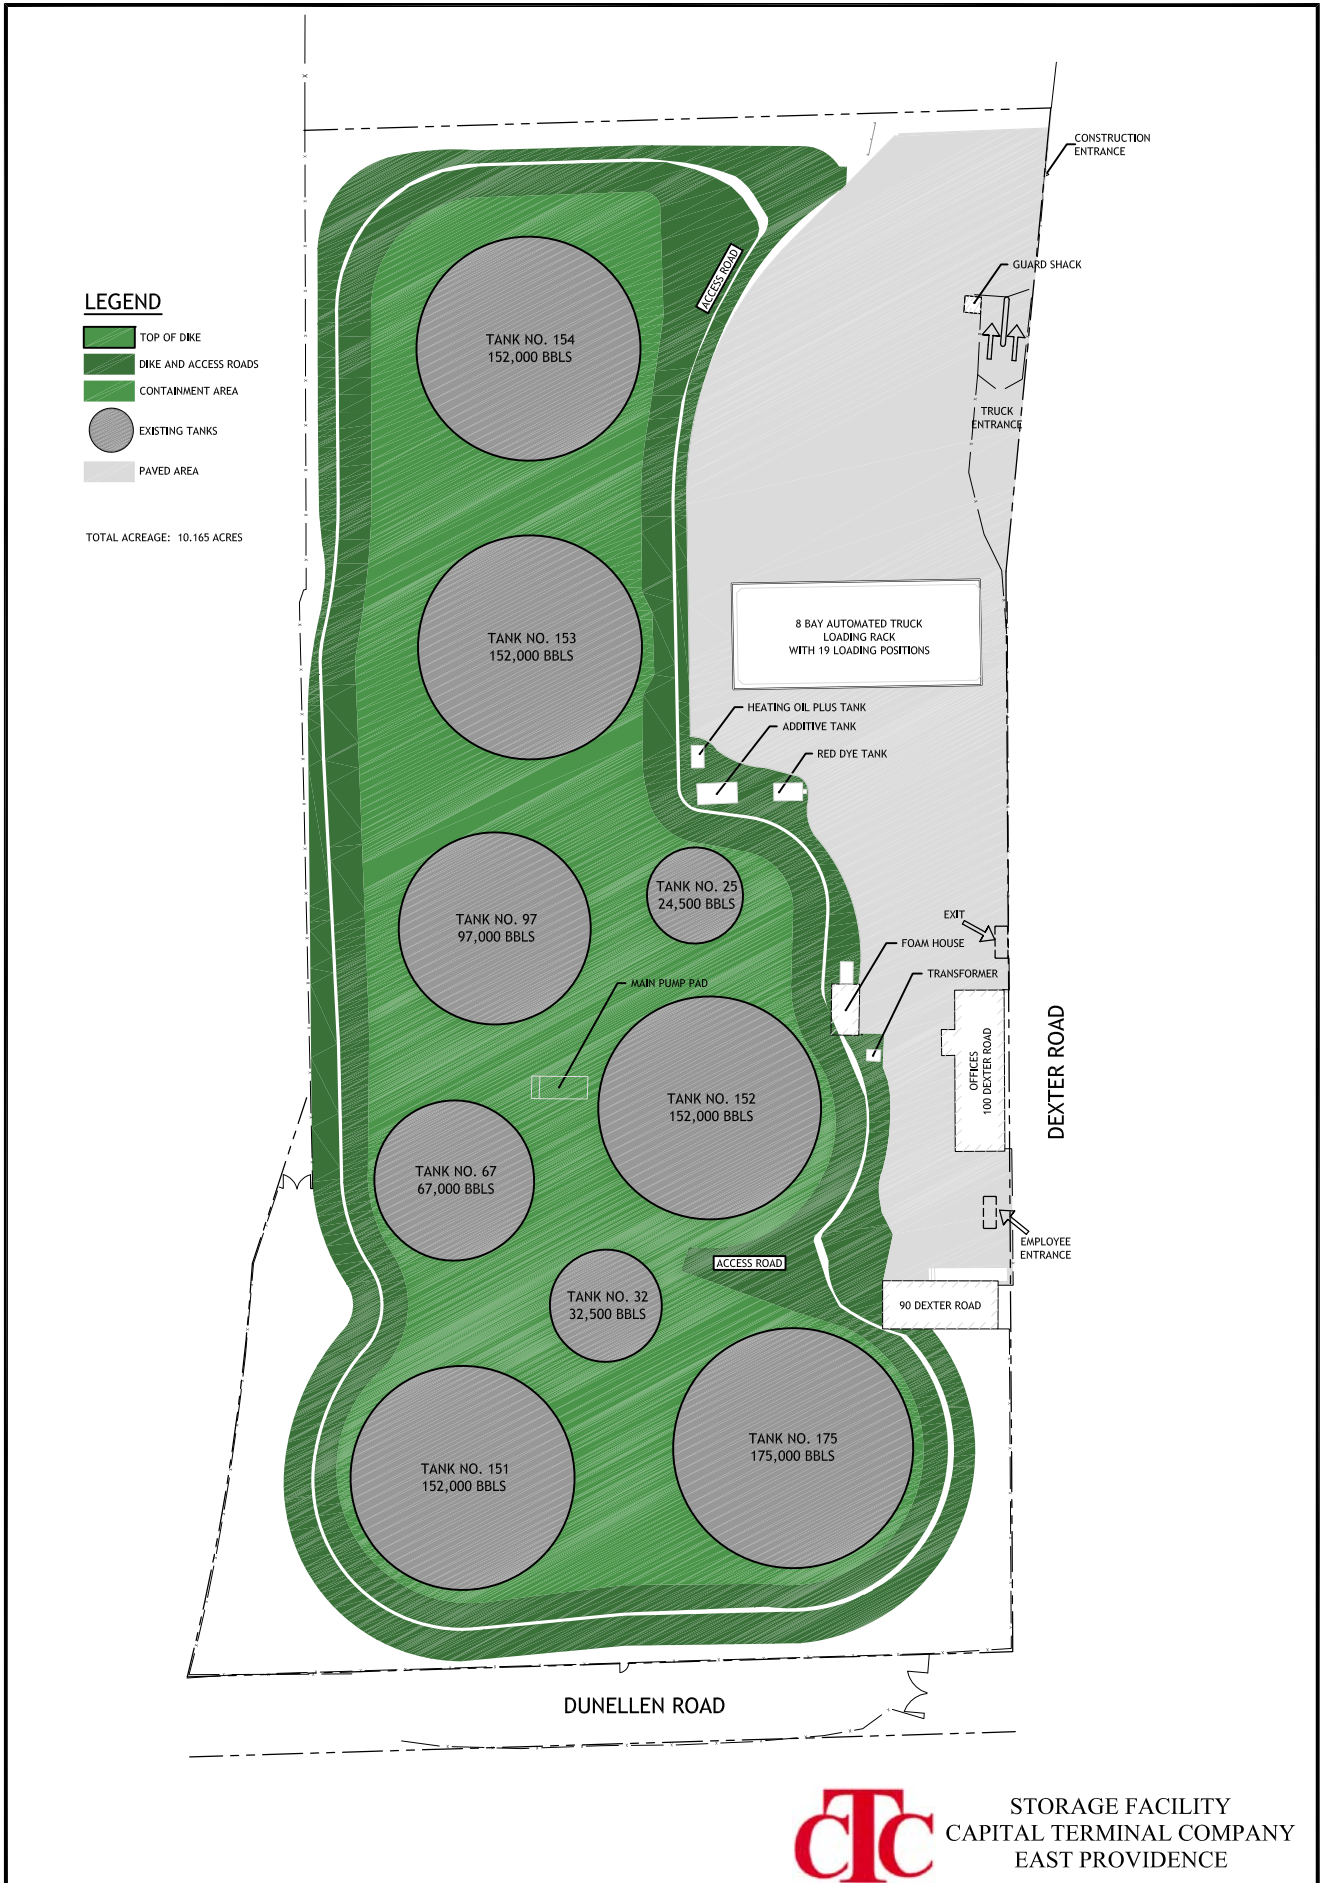 CONSTRUCTION
ENTRANCE
GUARD SHACK
ACCESS ROAD
LEGEND
TOP OF DIKE
DIKE AND ACCESS ROADS
CONTAINMENT AREA
EXISTING TANKS
PAVED AREA
TOTAL ACREAGE: 10.165 ACRES
TANK NO. 154
152,000 BBLS
TRUCK
ENTRANCE
TANK NO. 153
152,000 BBLS
8 BAY AUTOMATED TRUCK
LOADING RACK
WITH 19 LOADING POSITIONS
HEATING OIL PLUS TANK
ADDITIVE TANK
RED DYE TANK
TANK NO. 25
24,500 BBLS
TANK NO. 97
97,000 BBLS
EXIT
FOAM HOUSE
TRANSFORMER
MAIN PUMP PAD
OFFICES
100 DEXTER ROAD
DEXTER ROAD
TANK NO. 152
152,000 BBLS
TANK NO. 67
67,000 BBLS
EMPLOYEE
ENTRANCE
ACCESS ROAD
TANK NO. 32
32,500 BBLS
90 DEXTER ROAD
TANK NO. 175
175,000 BBLS
TANK NO. 151
152,000 BBLS
DUNELLEN ROAD
CTC
STORAGE FACILITY
CAPITAL TERMINAL COMPANY
EAST PROVIDENCE